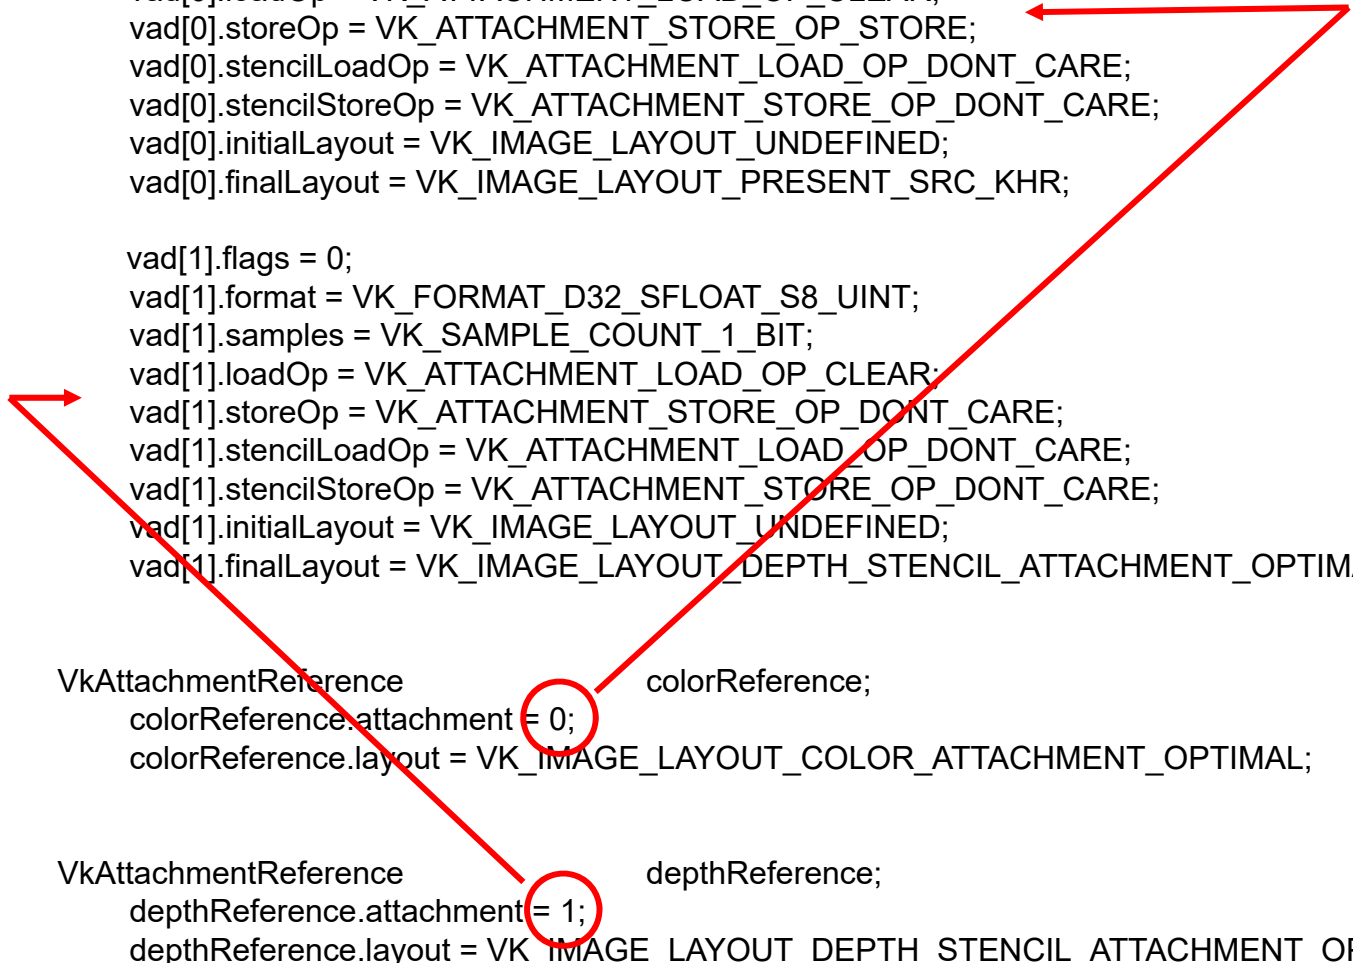 vad[0].storeOp = VK_ATTACHMENT_STORE_OP_STORE;
vad[0].stencilLoadOp = VK_ATTACHMENT_LOAD_OP_DONT_CARE;
vad[0].stencilStoreOp = VK_ATTACHMENT_STORE_OP_DONT_CARE;
vad[0].initialLayout = VK_IMAGE_LAYOUT_UNDEFINED;
vad[0].finalLayout = VK_IMAGE_LAYOUT_PRESENT_SRC_KHR;
vad[1].flags = 0;
vad[1].format = VK_FORMAT_D32_SFLOAT_S8_UINT;
vad[1].samples = VK_SAMPLE_COUNT_1_BIT;
vad[1].loadOp = VK_ATTACHMENT_LOAD_OP_CLEAR;
vad[1].storeOp = VK_ATTACHMENT_STORE_OP_DONT_CARE;
vad[1].stencilLoadOp = VK_ATTACHMENT_LOAD_OP_DONT_CARE;
vad[1].stencilStoreOp = VK_ATTACHMENT_STORE_OP_DONT_CARE;
vad[1].initialLayout = VK_IMAGE_LAYOUT_UNDEFINED;
vad[1].finalLayout = VK_IMAGE_LAYOUT_DEPTH_STENCIL_ATTACHMENT_OPTIM
VkAttachmentReference colorReference;
colorReference.attachment = 0;
colorReference.layout = VK_IMAGE_LAYOUT_COLOR_ATTACHMENT_OPTIMAL;
VkAttachmentReference depthReference;
depthReference.attachment = 1;
depthReference.layout = VK_IMAGE_LAYOUT_DEPTH_STENCIL_ATTACHMENT_OP